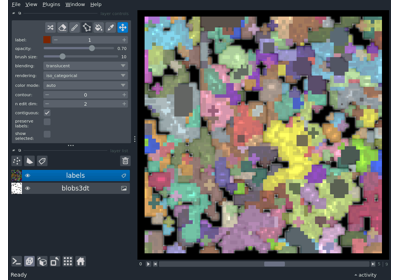 File View Plugins Window Help
label: 1
opacity: 0.70
brush size: 10
blending: translucent
rendering: iso_categorical
color mode: auto
contour: 0
n edit dim: 2
contiguous:
preserve labels:
show selected:
labels
blobs3dt
Ready
activity